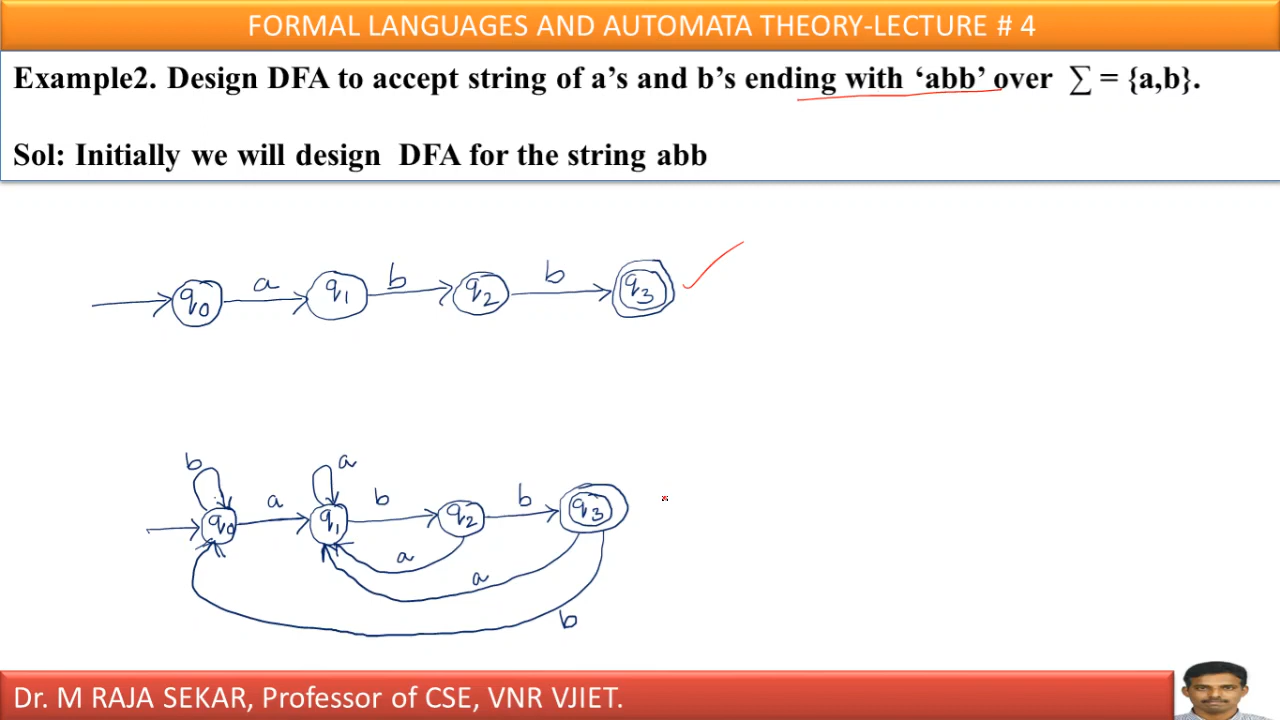 FORMAL LANGUAGES AND AUTOMATA THEORY-LECTURE # 4
Example2. Design DFA to accept string of a’s and b’s ending with ‘abb’ over ∑ = {a,b}.
Sol: Initially we will design DFA for the string abb
q0 a q1 b q2 b q3
b a
q0 a q1 b q2 b q3
a
a
b
Dr. M RAJA SEKAR, Professor of CSE, VNR VJIET.